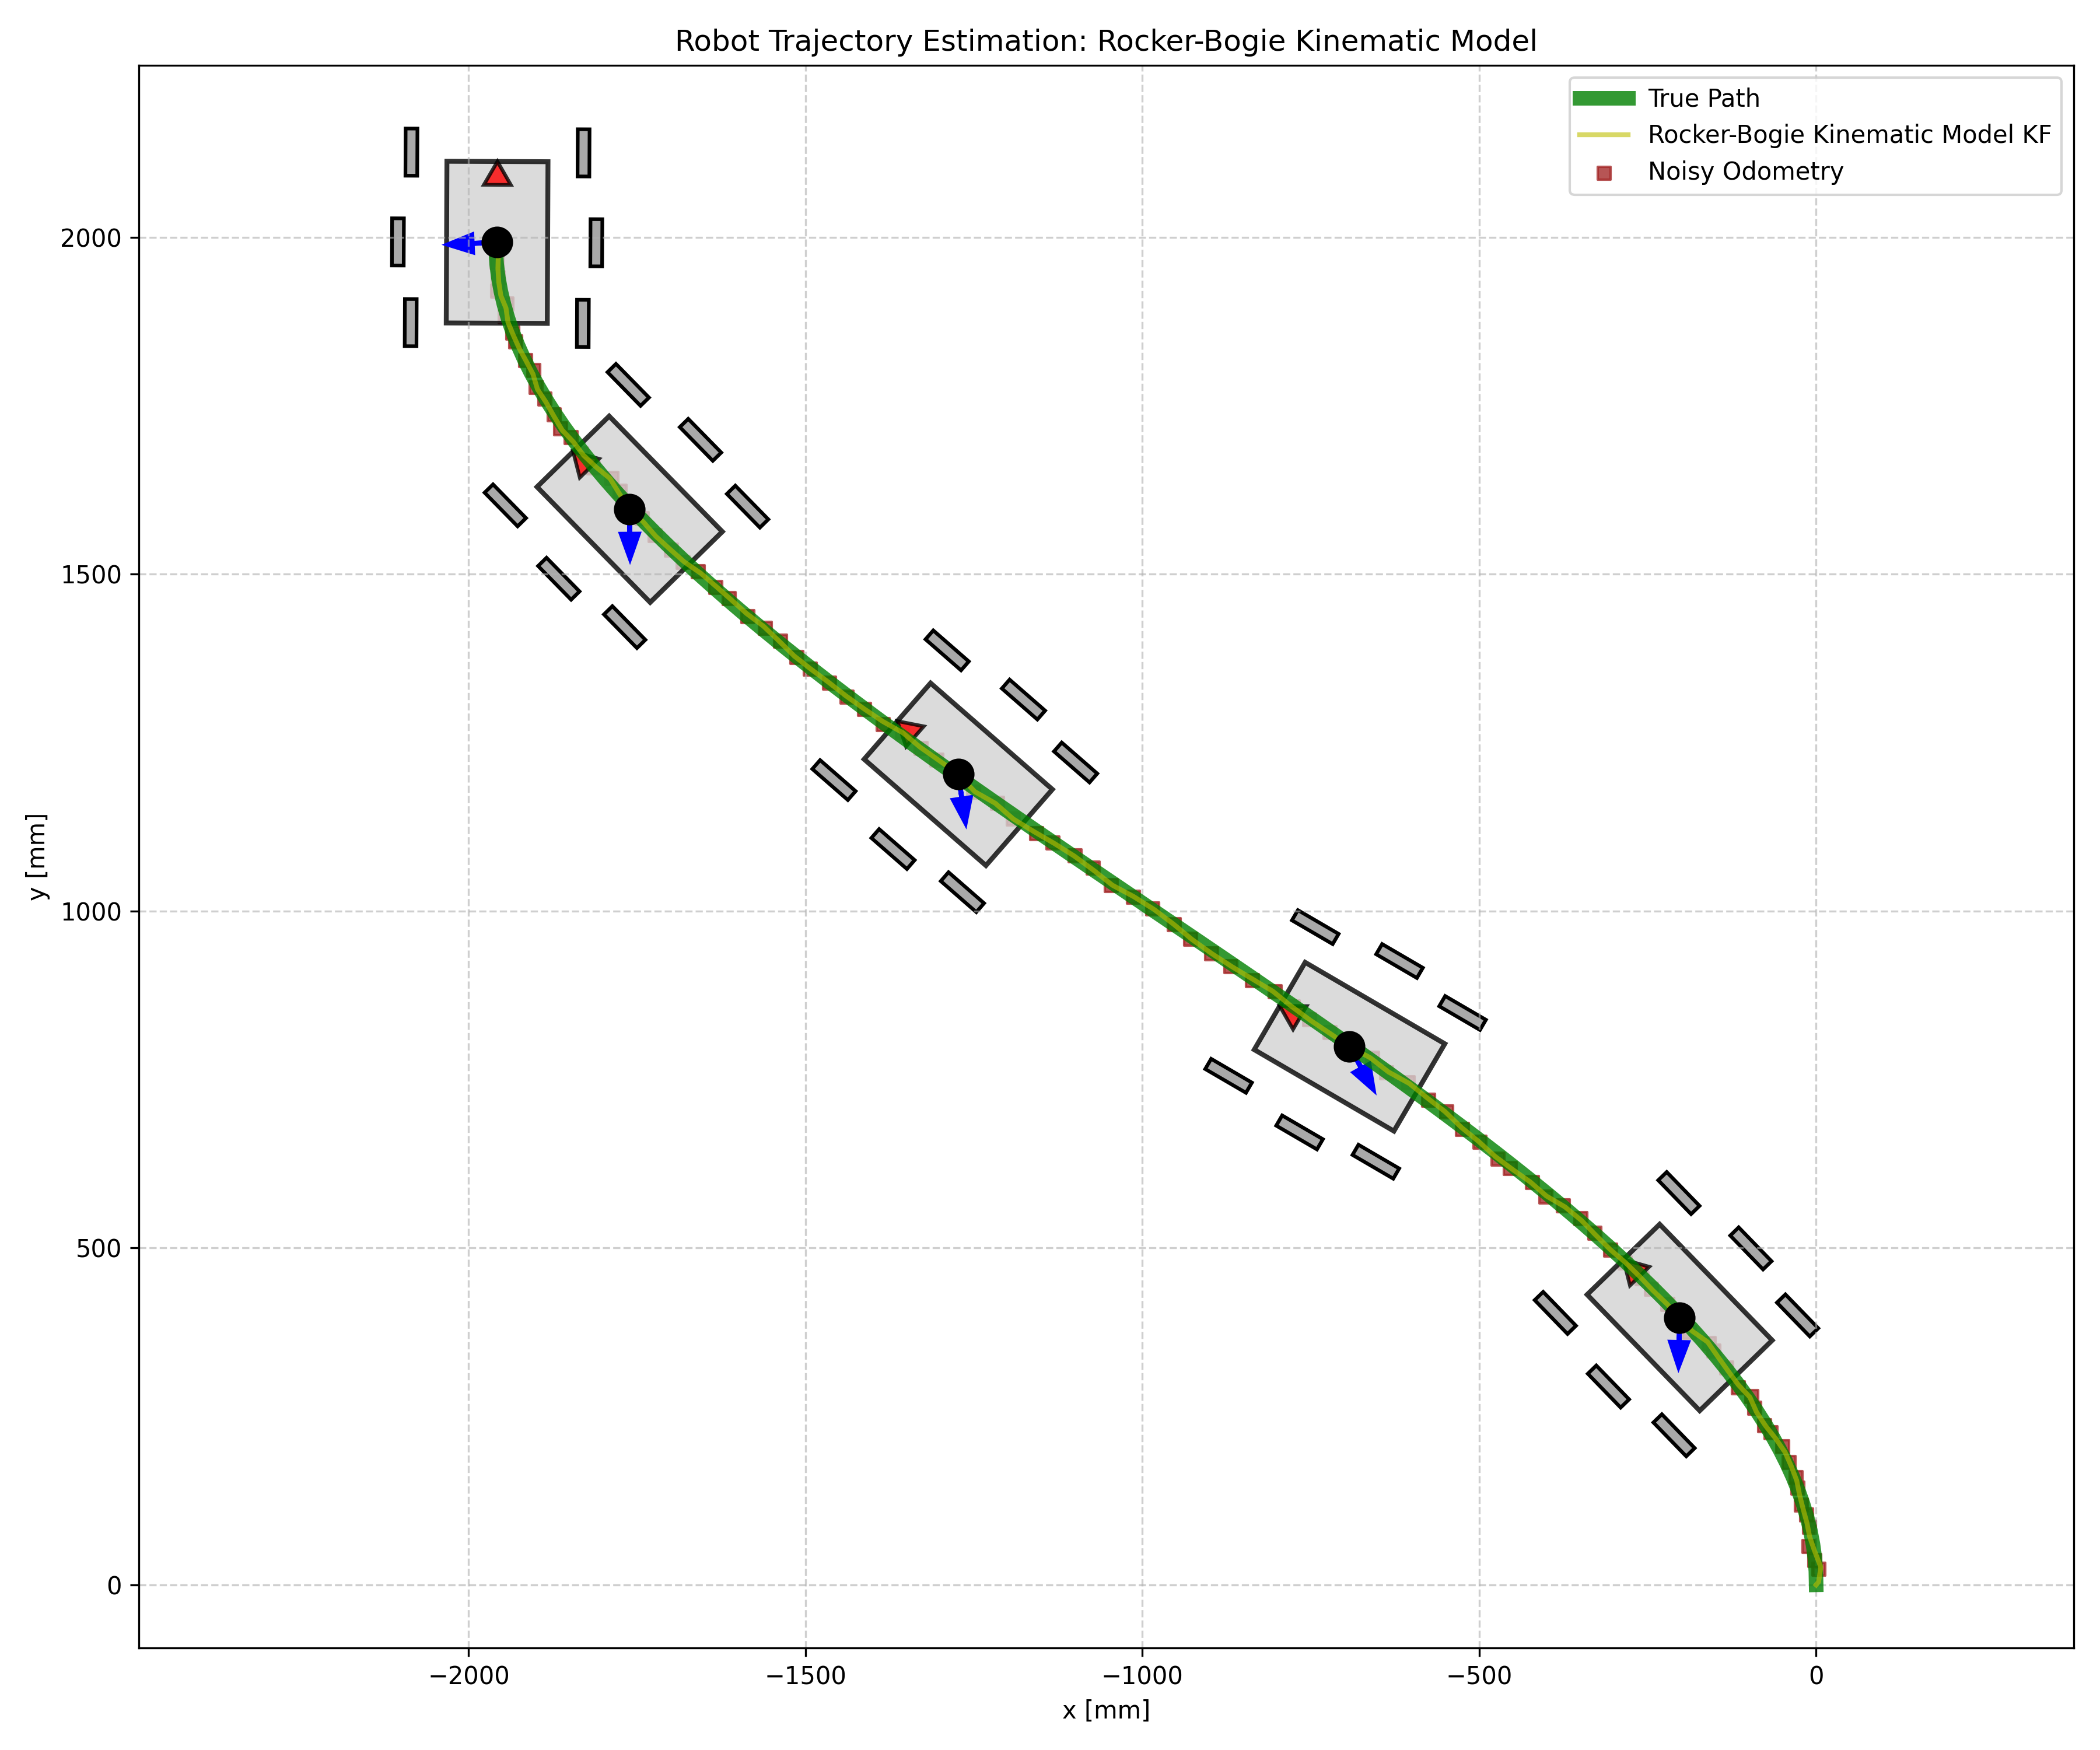 Robot Trajectory Estimation: Rocker-Bogie Kinematic Model
True Path
Rocker-Bogie Kinematic Model KF
Noisy Odometry
2000
1500
1000
500
0
y [mm]
−2000
−1500
−1000
−500
0
x [mm]